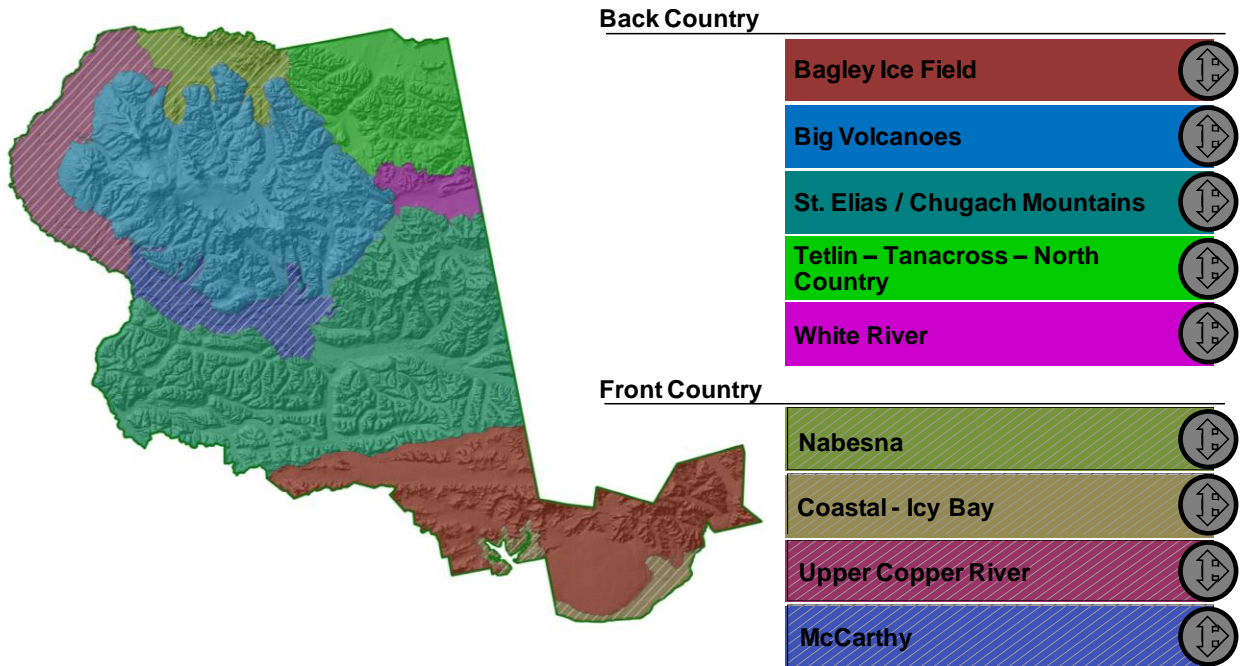 Back Country
Bagley Ice Field
Big Volcanoes
St. Elias / Chugach Mountains
Tetlin – Tanacross – North
Country
White River
Front Country
Nabesna
Coastal - Icy Bay
Upper Copper River
McCarthy